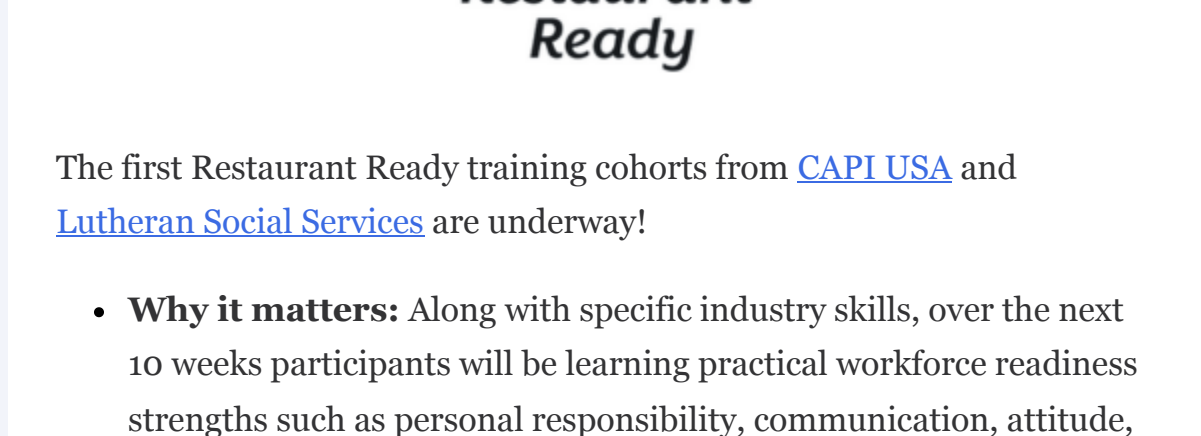 Restaurant
Ready
The first Restaurant Ready training cohorts from CAPI USA and
Lutheran Social Services are underway!
• Why it matters: Along with specific industry skills, over the next
10 weeks participants will be learning practical workforce readiness
strengths such as personal responsibility, communication, attitude,